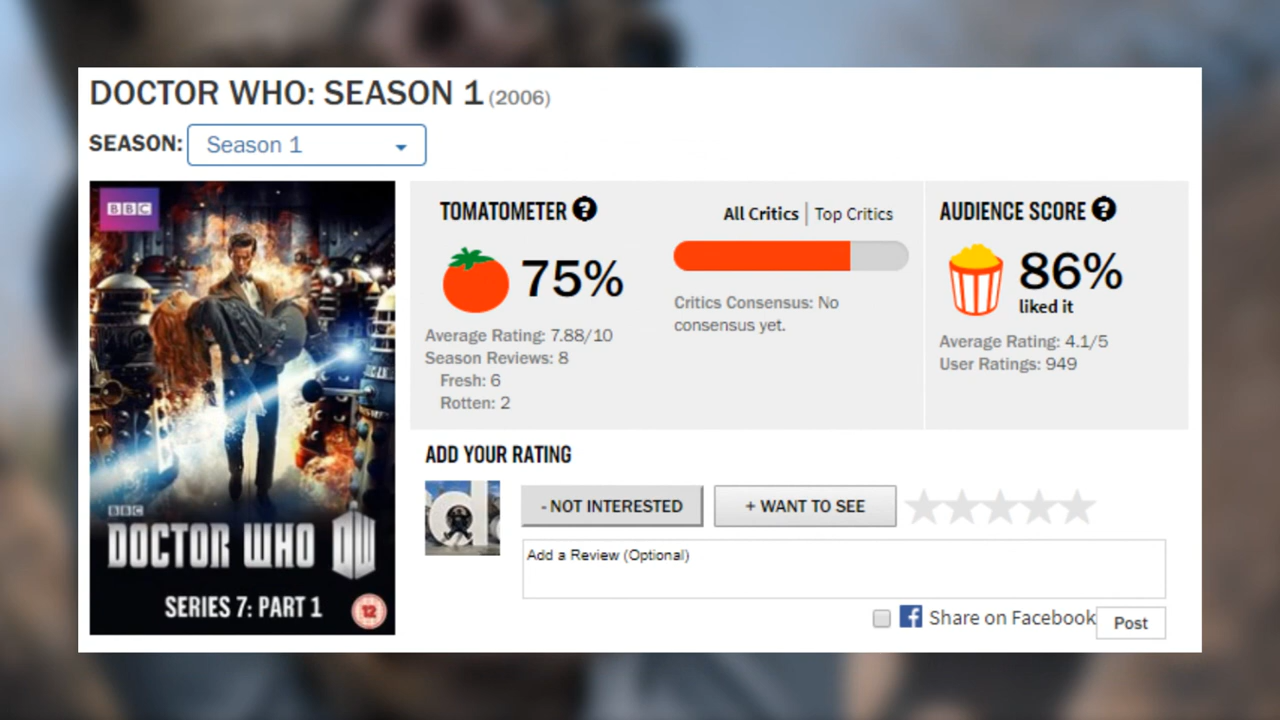 DOCTOR WHO: SEASON 1 (2006)
SEASON: Season 1
BBC
BBC
DOCTOR WHO DW
SERIES 7: PART 1
12
TOMATOMETER ?
All Critics | Top Critics
75%
Average Rating: 7.88/10
Season Reviews: 8
Fresh: 6
Rotten: 2
Critics Consensus: No
consensus yet.
AUDIENCE SCORE ?
86%
liked it
Average Rating: 4.1/5
User Ratings: 949
ADD YOUR RATING
d.
- NOT INTERESTED
+ WANT TO SEE
Add a Review (Optional)
f Share on Facebook
Post